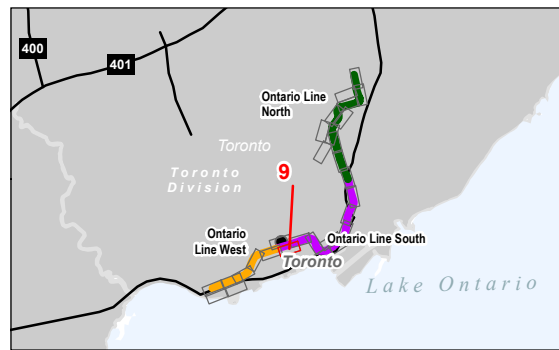 400
401
Ontario Line
North
Toronto
Toronto
Division
9
Ontario
Line West
Ontario Line South
Toronto
Lake Ontario